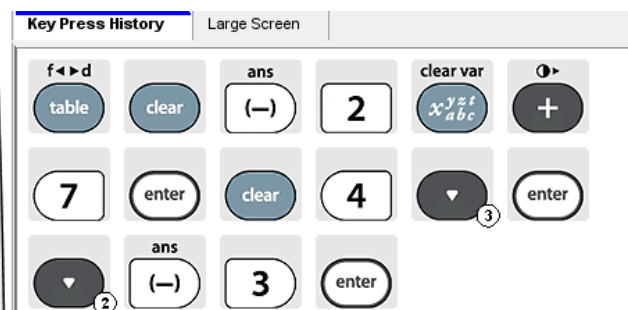 Key Press History Large Screen
f◄►d ans clear var ◑►
table clear (–) 2 x yzt abc +
7 enter clear 4 ▼ 3 enter
ans
▼ 2 (–) 3 enter